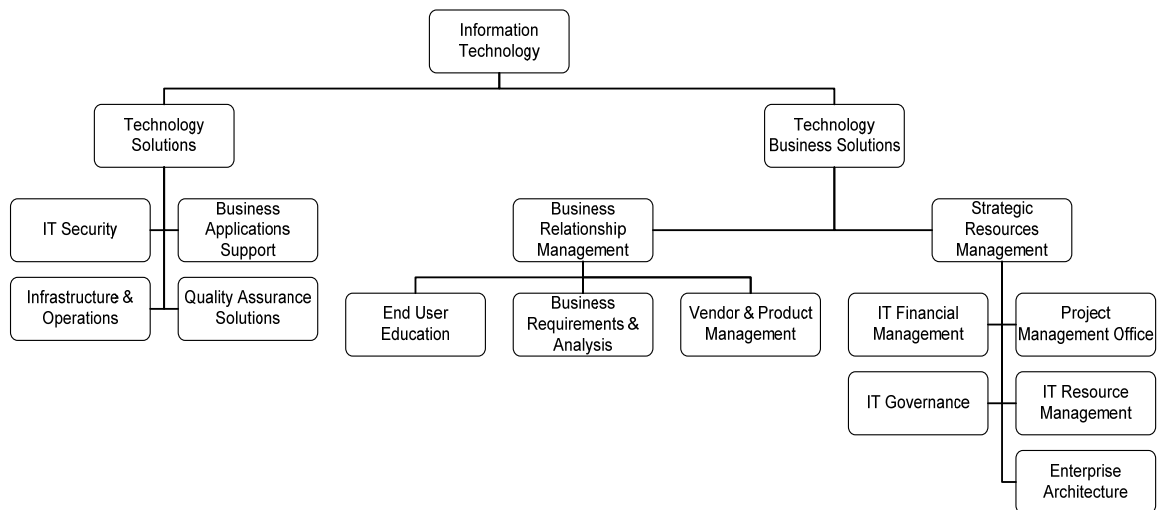 Information
Technology
Technology
Solutions
Technology
Business Solutions
IT Security
Business
Applications
Support
Business
Relationship
Management
Strategic
Resources
Management
Infrastructure &
Operations
Quality Assurance
Solutions
End User
Education
Business
Requirements &
Analysis
Vendor & Product
Management
IT Financial
Management
Project
Management Office
IT Governance
IT Resource
Management
Enterprise
Architecture